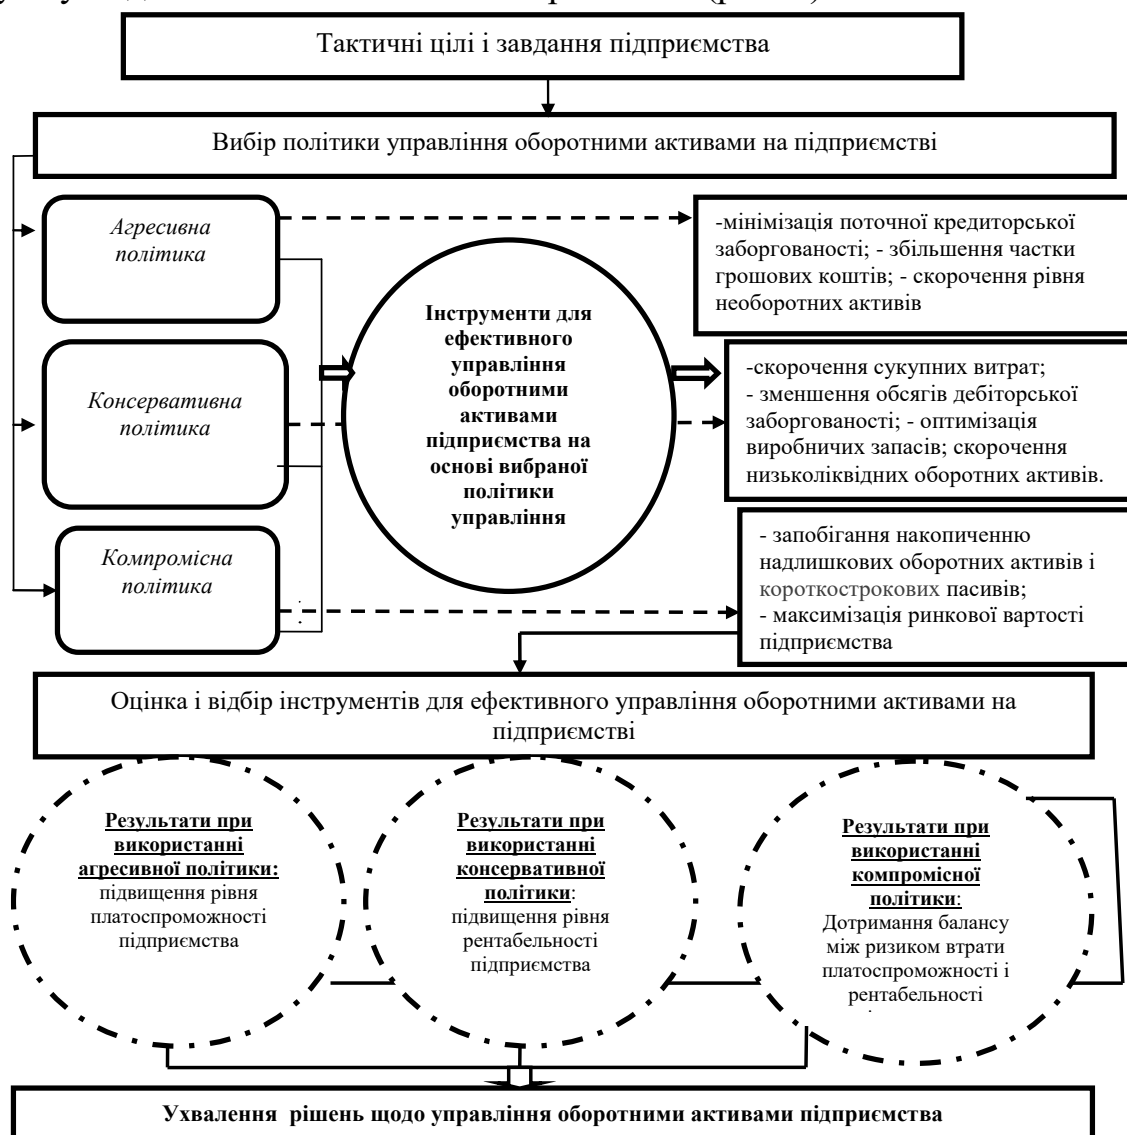 Тактичні цілі і завдання підприємства
Вибір політики управління оборотними активами на підприємстві
Агресивна
політика
-мінімізація поточної кредиторської
заборгованості; - збільшення частки
грошових коштів; - скорочення рівня
необоротних активів
Інструменти для
ефективного
управління
оборотними
активами
підприємства на
основі вибраної
політики
управління
Консервативна
політика
-скорочення сукупних витрат;
- зменшення обсягів дебіторської
заборгованості; - оптимізація
виробничих запасів; скорочення
низьколіквідних оборотних активів.
Компромісна
політика
- запобігання накопиченню
надлишкових оборотних активів і
короткострокових пасивів;
- максимізація ринкової вартості
підприємства
Оцінка і відбір інструментів для ефективного управління оборотними активами на
підприємстві
Результати при
використанні
агресивної політики:
підвищення рівня
платоспроможності
підприємства
Результати при
використанні
консервативної
політики:
підвищення рівня
рентабельності
підприємства
Результати при
використанні
компромісної
політики:
Дотримання балансу
між ризиком втрати
платоспроможності і
рентабельності
Ухвалення рішень щодо управління оборотними активами підприємства